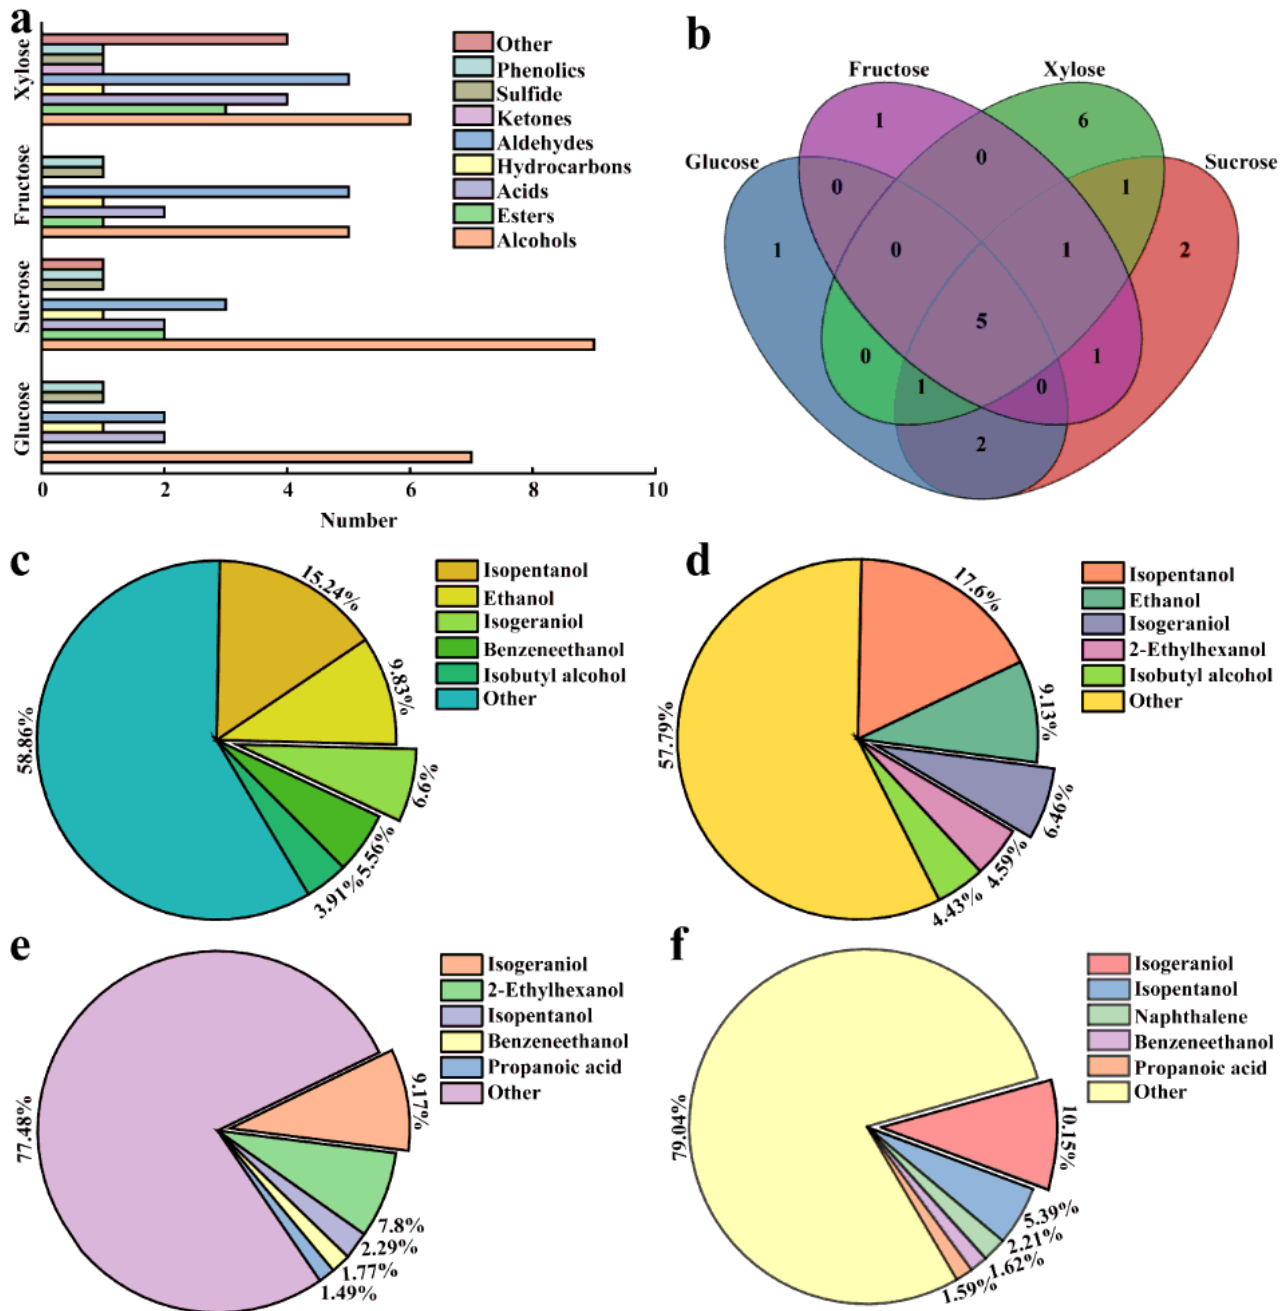 a
Xylose
Fructose
Sucrose
Glucose
Other
Phenolics
Sulfide
Ketones
Aldehydes
Hydrocarbons
Acids
Esters
Alcohols
0 2 4 6 8 10
Number
b
Fructose Xylose
Glucose Sucrose
1 6
0
0 1
1 0 1 2
5
0 1
1 0
2
c
15.24%
9.83%
6.6%
5.56%
3.91%
58.86%
Isopentanol
Ethanol
Isogeraniol
Benzeneethanol
Isobutyl alcohol
Other
d
17.6%
9.13%
6.46%
4.59%
4.43%
57.79%
Isopentanol
Ethanol
Isogeraniol
2-Ethylhexanol
Isobutyl alcohol
Other
e
9.17%
7.8%
2.29%
1.77%
1.49%
77.48%
Isogeraniol
2-Ethylhexanol
Isopentanol
Benzeneethanol
Propanoic acid
Other
f
10.15%
5.39%
2.21%
1.62%
1.59%
79.04%
Isogeraniol
Isopentanol
Naphthalene
Benzeneethanol
Propanoic acid
Other